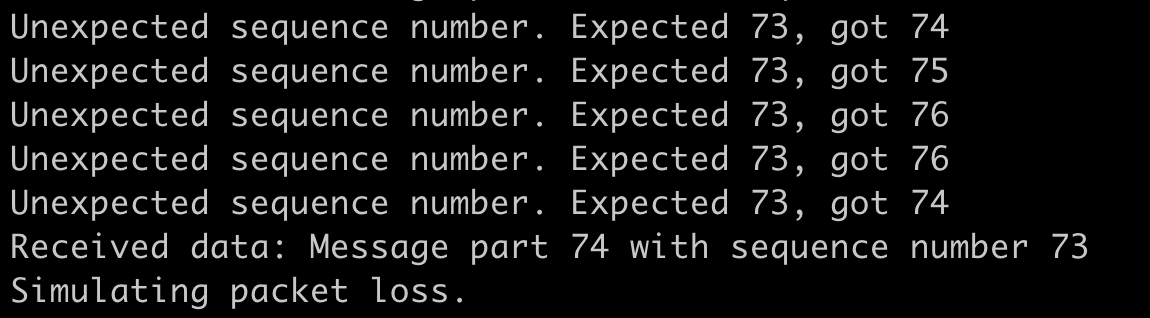 Unexpected sequence number. Expected 73, got 74
Unexpected sequence number. Expected 73, got 75
Unexpected sequence number. Expected 73, got 76
Unexpected sequence number. Expected 73, got 76
Unexpected sequence number. Expected 73, got 74
Received data: Message part 74 with sequence number 73
Simulating packet loss.